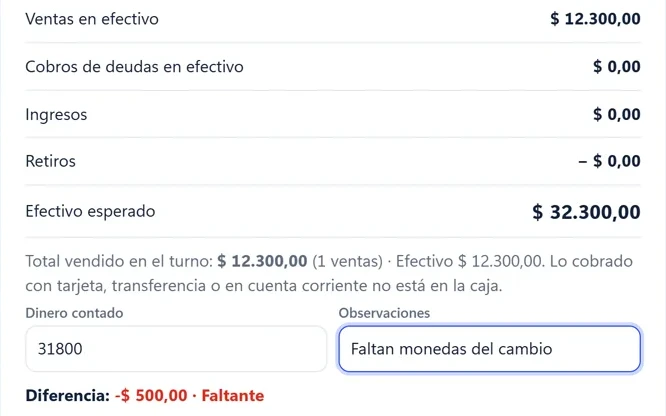 Ventas en efectivo $ 12.300,00
Cobros de deudas en efectivo $ 0,00
Ingresos $ 0,00
Retiros – $ 0,00
Efectivo esperado $ 32.300,00
Total vendido en el turno: $ 12.300,00 (1 ventas) · Efectivo $ 12.300,00. Lo cobrado
con tarjeta, transferencia o en cuenta corriente no está en la caja.
Dinero contado Observaciones
31800 Faltan monedas del cambio
Diferencia: -$ 500,00 · Faltante